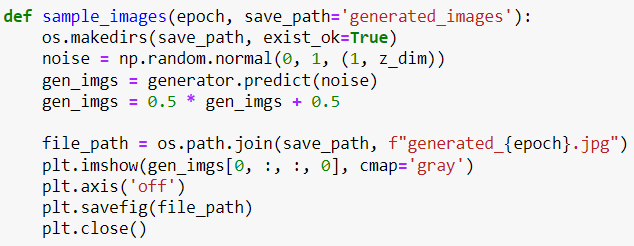 def sample_images(epoch, save_path='generated_images'):
    os.makedirs(save_path, exist_ok=True)
    noise = np.random.normal(0, 1, (1, z_dim))
    gen_imgs = generator.predict(noise)
    gen_imgs = 0.5 * gen_imgs + 0.5

    file_path = os.path.join(save_path, f"generated_{epoch}.jpg")
    plt.imshow(gen_imgs[0, :, :, 0], cmap='gray')
    plt.axis('off')
    plt.savefig(file_path)
    plt.close()